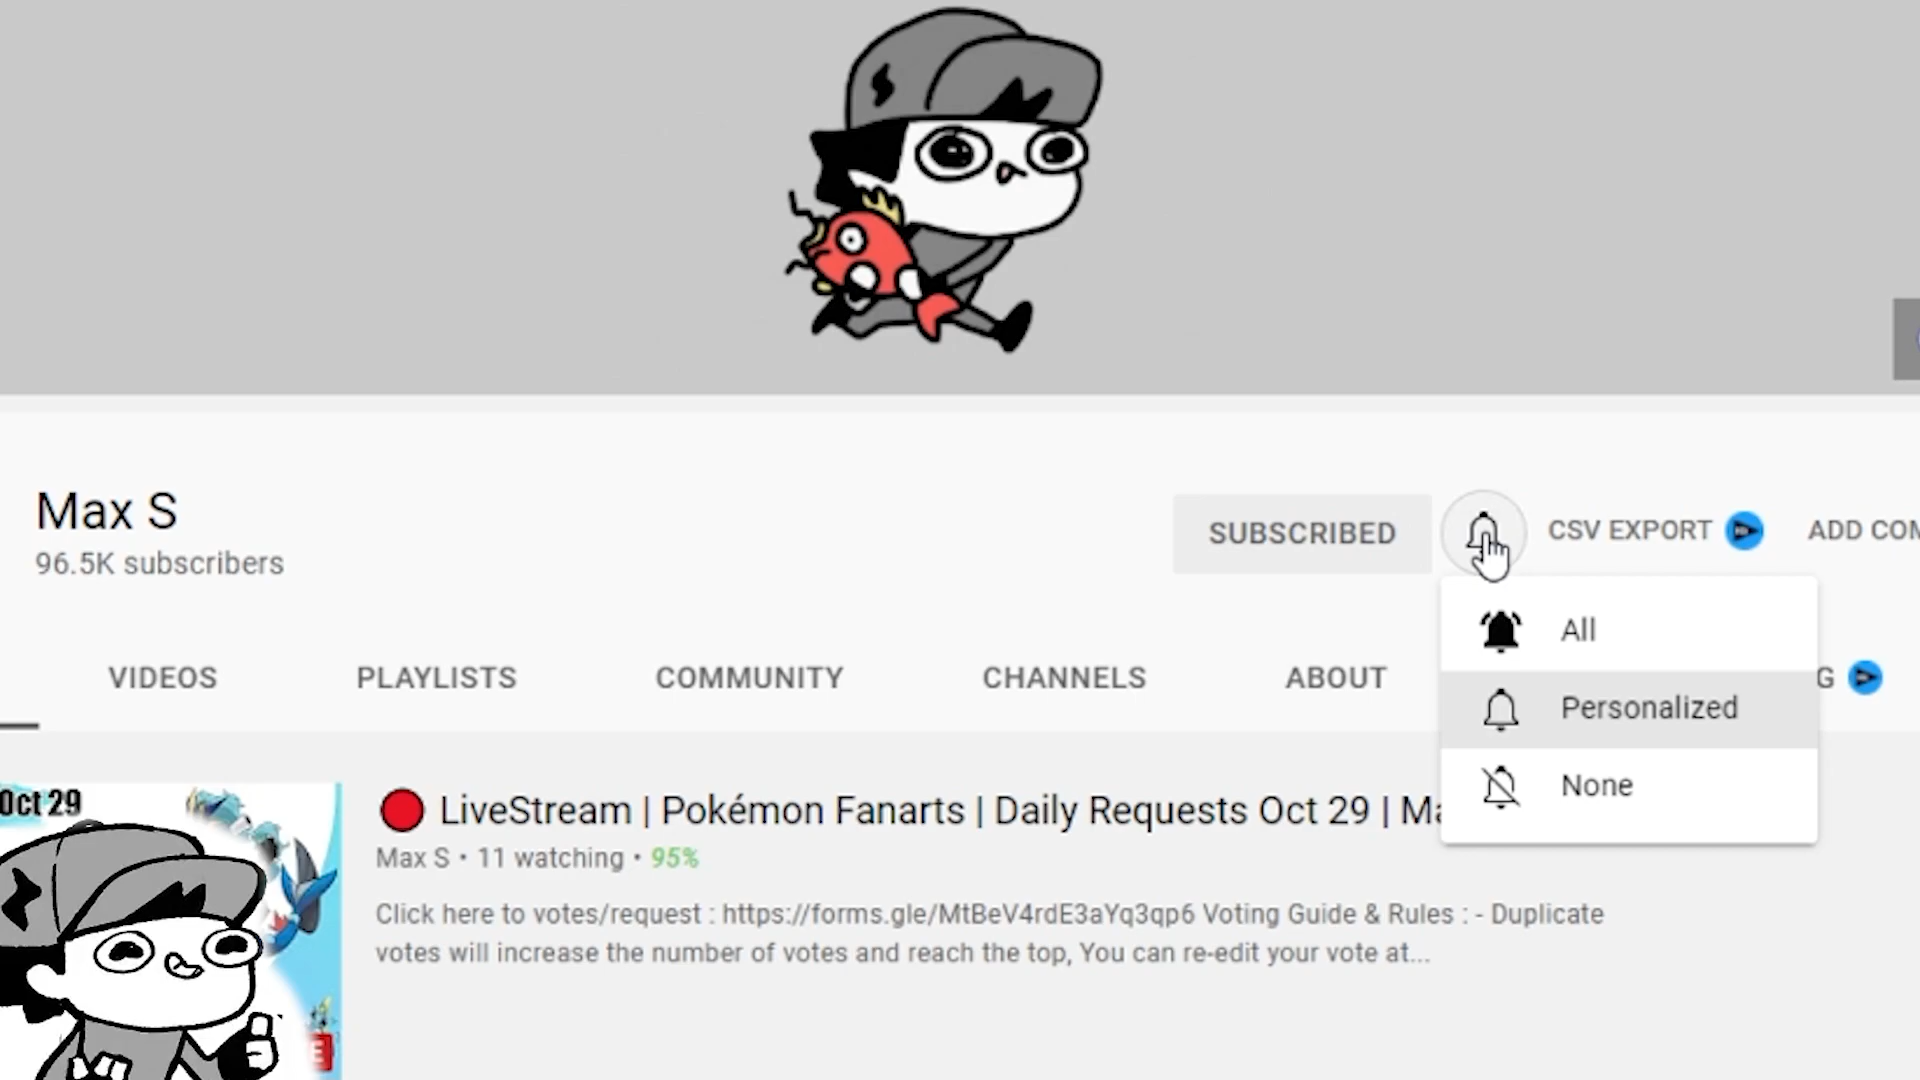 Max S
96.5K subscribers
SUBSCRIBED
CSV EXPORT
ADD COM
All
Personalized
None
VIDEOS
PLAYLISTS
COMMUNITY
CHANNELS
ABOUT
G
Oct 29
LiveStream | Pokémon Fanarts | Daily Requests Oct 29 | Ma
Max S • 11 watching • 95%
Click here to votes/request : https://forms.gle/MtBeV4rdE3aYq3qp6 Voting Guide & Rules : - Duplicate
votes will increase the number of votes and reach the top, You can re-edit your vote at...
E